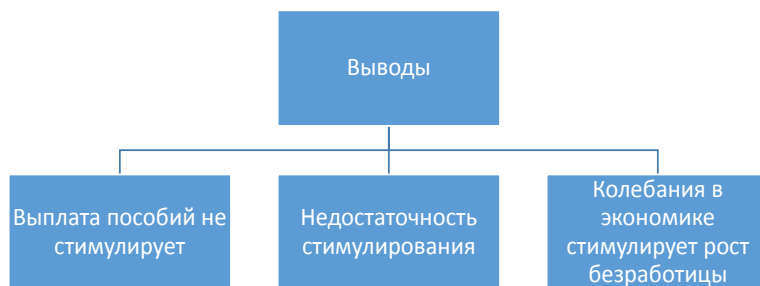 Выводы
Выплата пособий не
стимулирует
Недостаточность
стимулирования
Колебания в
экономике
стимулирует рост
безработицы